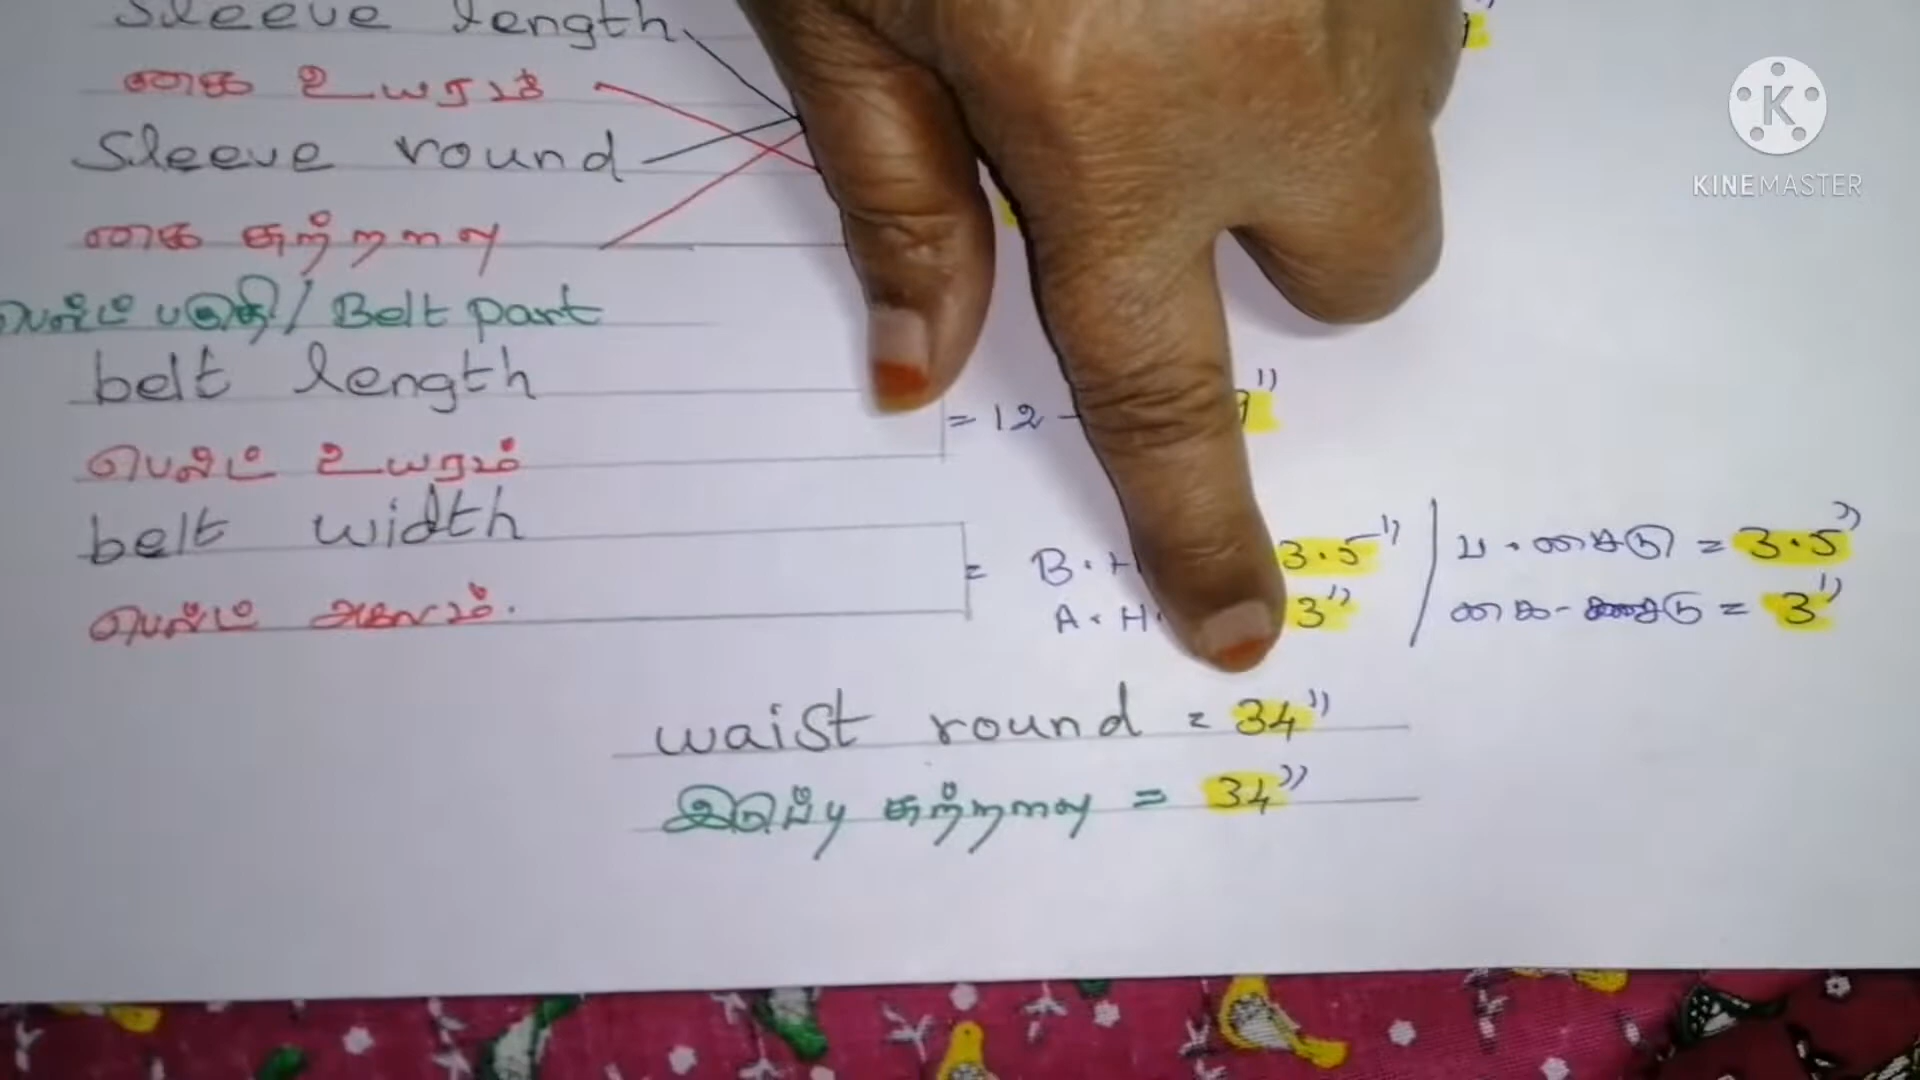 Sleeve length
கை உயரம்
Sleeve round
கை சுற்றளவு
பெல்ட் பகுதி / Belt part
belt length
= 12 -
பெல்ட் உயரம்
belt width
= B.H 3.5" / ப.சைடு = 3.5"
A.H. 3" கை-சைடு = 3"
பெல்ட் அகலம்.
waist round = 34"
இடுப்பு சுற்றளவு = 34"
KINEMASTER